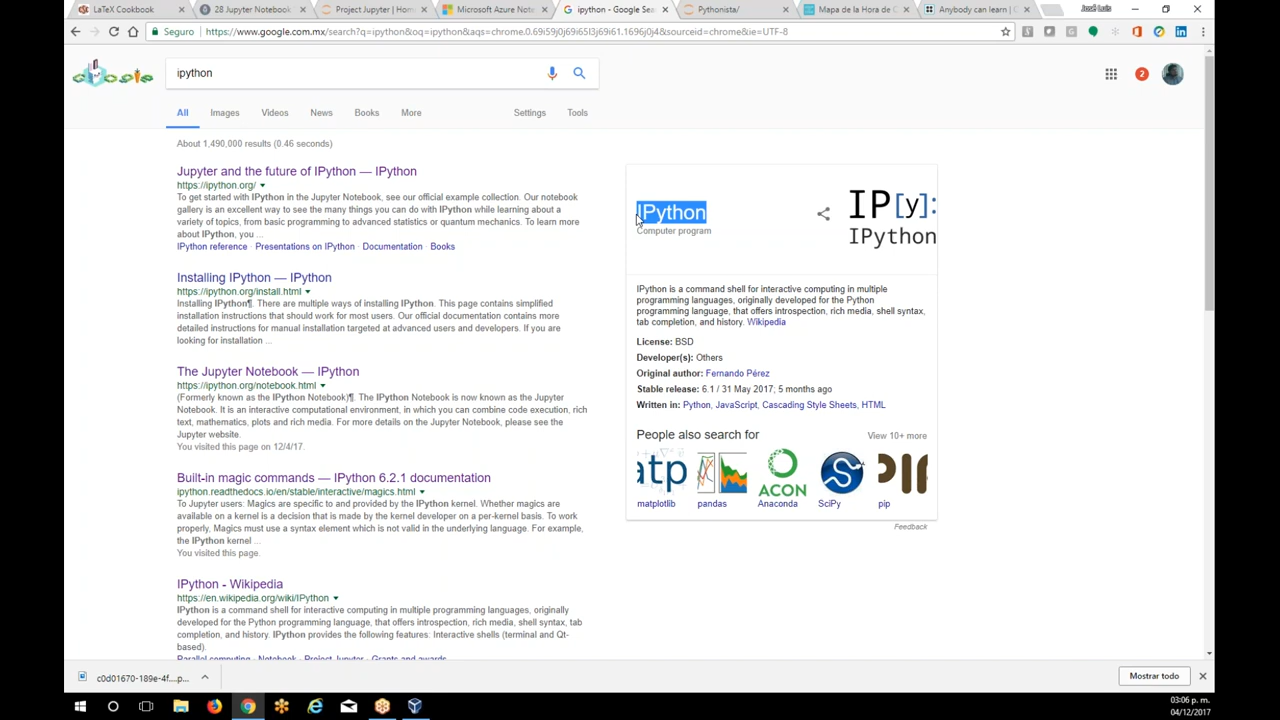 LaTeX Cookbook
28 Jupyter Notebook
Project Jupyter | Hom
Microsoft Azure Note
ipython - Google Sea
Pythonista/
Mapa de la Hora de C
Anybody can learn | C
José Luis
Seguro
https://www.google.com.mx/search?q=ipython&oq=ipython&aqs=chrome.0.69i59j0j69i65l3j69i61.1696j0j4&sourceid=chrome&ie=UTF-8
ipython
2
All
Images
Videos
News
Books
More
Settings
Tools
About 1,490,000 results (0.46 seconds)
Jupyter and the future of IPython — IPython
https://ipython.org/
To get started with IPython in the Jupyter Notebook, see our official example collection. Our notebook
gallery is an excellent way to see the many things you can do with IPython while learning about a
variety of topics, from basic programming to advanced statistics or quantum mechanics. To learn more
about IPython, you ...
IPython reference · Presentations on IPython · Documentation · Books
Installing IPython — IPython
https://ipython.org/install.html
Installing IPython¶. There are multiple ways of installing IPython. This page contains simplified
installation instructions that should work for most users. Our official documentation contains more
detailed instructions for manual installation targeted at advanced users and developers. If you are
looking for installation ...
The Jupyter Notebook — IPython
https://ipython.org/notebook.html
(Formerly known as the IPython Notebook)¶. The IPython Notebook is now known as the Jupyter
Notebook. It is an interactive computational environment, in which you can combine code execution, rich
text, mathematics, plots and rich media. For more details on the Jupyter Notebook, please see the
Jupyter website.
You visited this page on 12/4/17.
Built-in magic commands — IPython 6.2.1 documentation
ipython.readthedocs.io/en/stable/interactive/magics.html
To Jupyter users: Magics are specific to and provided by the IPython kernel. Whether magics are
available on a kernel is a decision that is made by the kernel developer on a per-kernel basis. To work
properly, Magics must use a syntax element which is not valid in the underlying language. For example,
the IPython kernel ...
You visited this page.
IPython - Wikipedia
https://en.wikipedia.org/wiki/IPython
IPython is a command shell for interactive computing in multiple programming languages, originally
developed for the Python programming language, that offers introspection, rich media, shell syntax, tab
completion, and history. IPython provides the following features: Interactive shells (terminal and Qt-
based).
Parallel computing · Notebook · Project Jupyter · Grants and awards
IPython
Computer program
IP[y]:
IPython
IPython is a command shell for interactive computing in multiple
programming languages, originally developed for the Python
programming language, that offers introspection, rich media, shell syntax,
tab completion, and history. Wikipedia
License: BSD
Developer(s): Others
Original author: Fernando Pérez
Stable release: 6.1 / 31 May 2017; 5 months ago
Written in: Python, JavaScript, Cascading Style Sheets, HTML
People also search for
View 10+ more
ACON
matplotlib
pandas
Anaconda
SciPy
pip
Feedback
c0d01670-189e-4f....p...
Mostrar todo
03:06 p. m.
04/12/2017